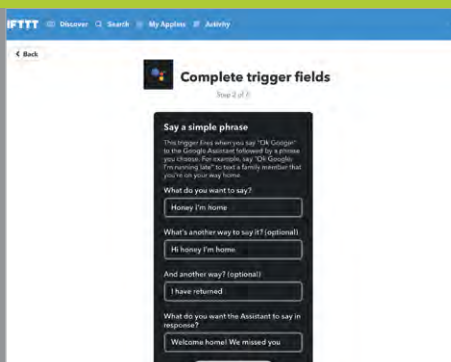 IFTTT Discover Search My Applets Activity
< Back
Complete trigger fields
Step 2 of 6
Say a simple phrase
This trigger fires when you say "Ok Google"
to the Google Assistant followed by a phrase
you choose. For example, say "Ok Google
I'm running late" to text a family member that
you're on your way home.
What do you want to say?
Honey I'm home
What's another way to say it? (optional)
Hi honey I'm home
And another way? (optional)
I have returned
What do you want the Assistant to say in
response?
Welcome home! We missed you